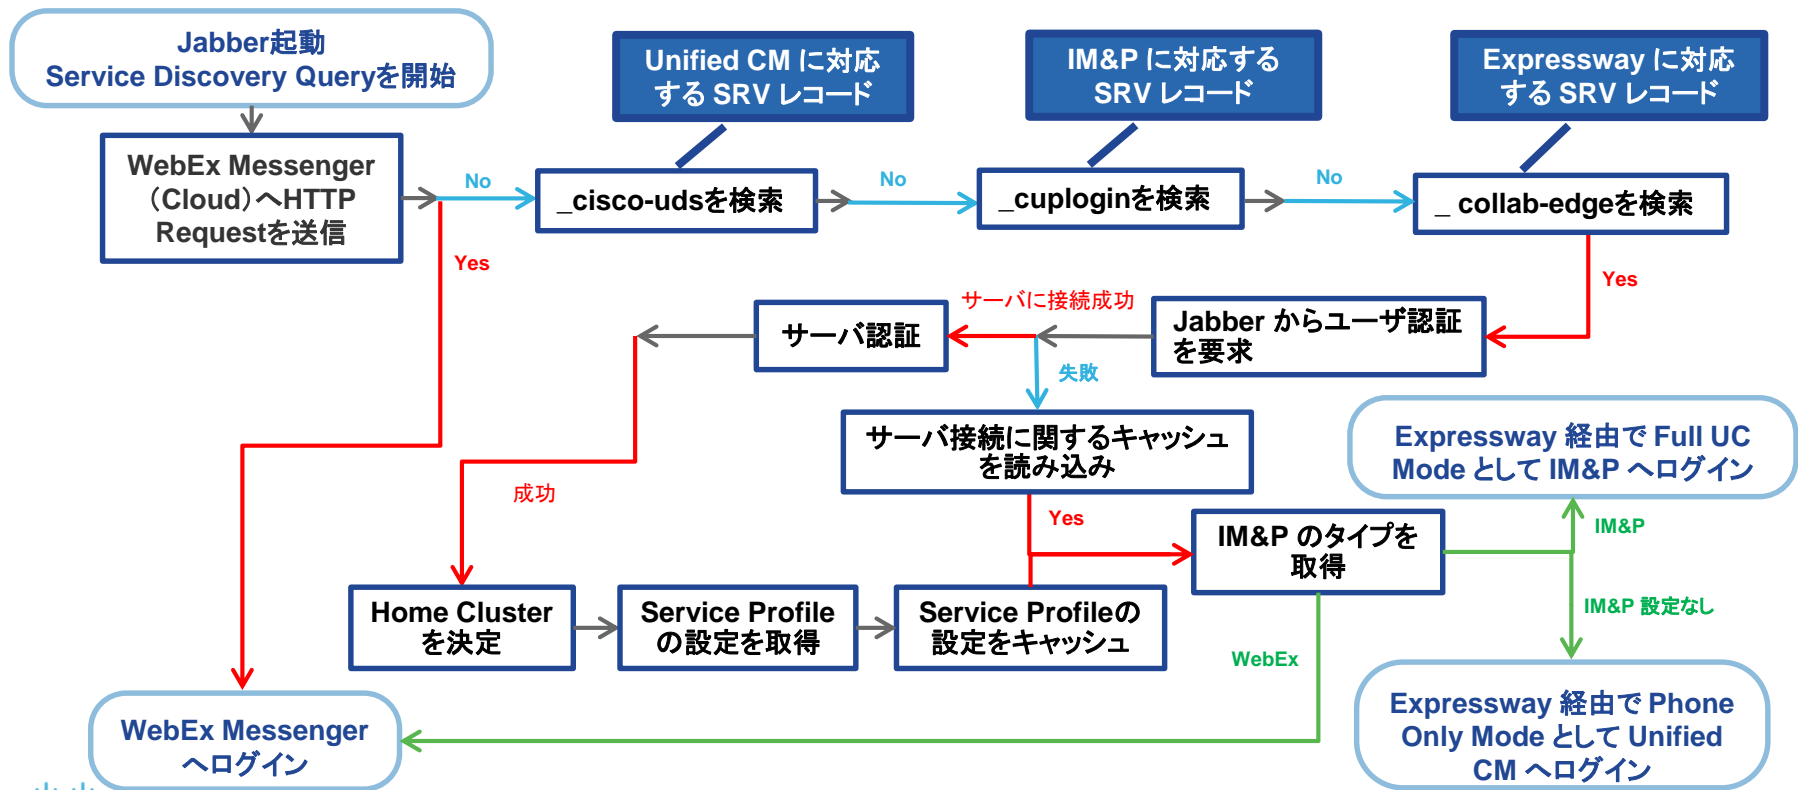 Jabber起動
Service Discovery Queryを開始
Unified CM に対応
する SRV レコード
IM&P に対応する
SRV レコード
Expressway に対応
する SRV レコード
WebEx Messenger
（Cloud）へHTTP
Requestを送信
No
_cisco-udsを検索
No
_cuploginを検索
No
_ collab-edgeを検索
Yes
Yes
サーバに接続成功
サーバ認証
Jabber からユーザ認証
を要求
失敗
サーバ接続に関するキャッシュ
を読み込み
Expressway 経由で Full UC
Mode として IM&P へログイン
成功
Yes
IM&P のタイプを
取得
IM&P
Home Cluster
を決定
Service Profile
の設定を取得
Service Profileの
設定をキャッシュ
IM&P 設定なし
WebEx
WebEx Messenger
へログイン
Expressway 経由で Phone
Only Mode として Unified
CM へログイン